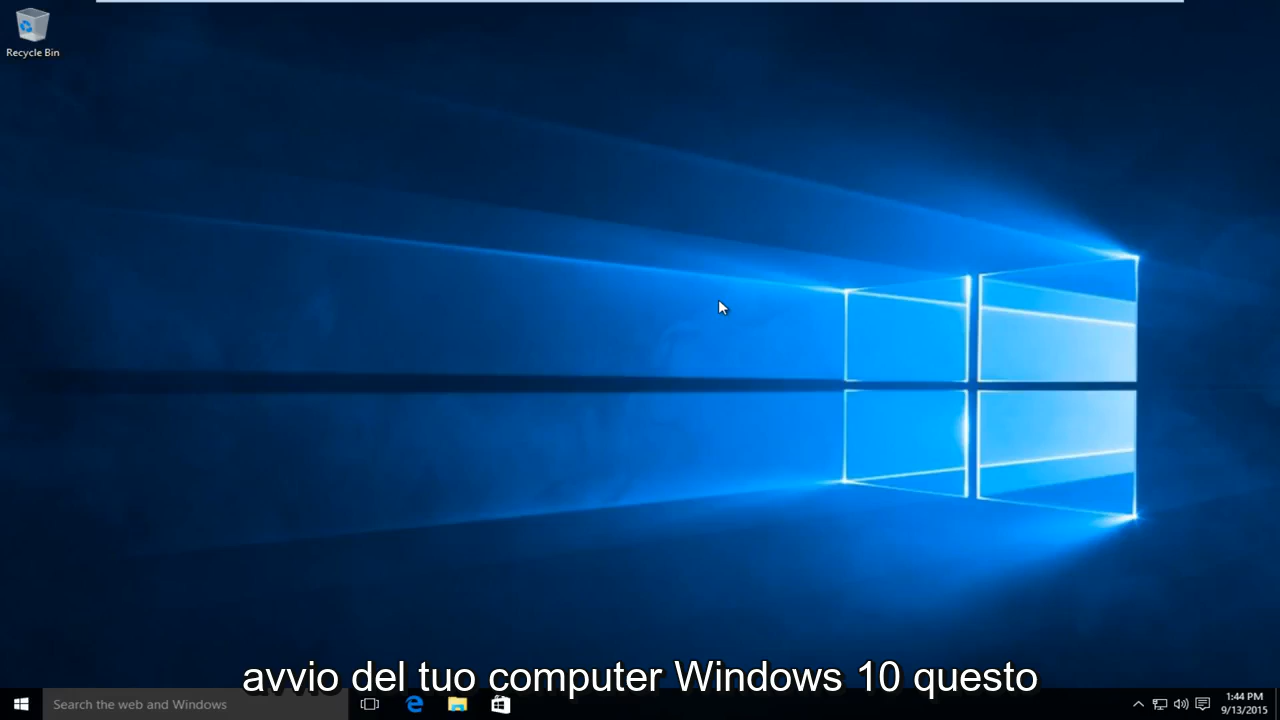 Recycle Bin
avvio del tuo computer Windows 10 questo
Search the web and Windows
1:44 PM
9/13/2015